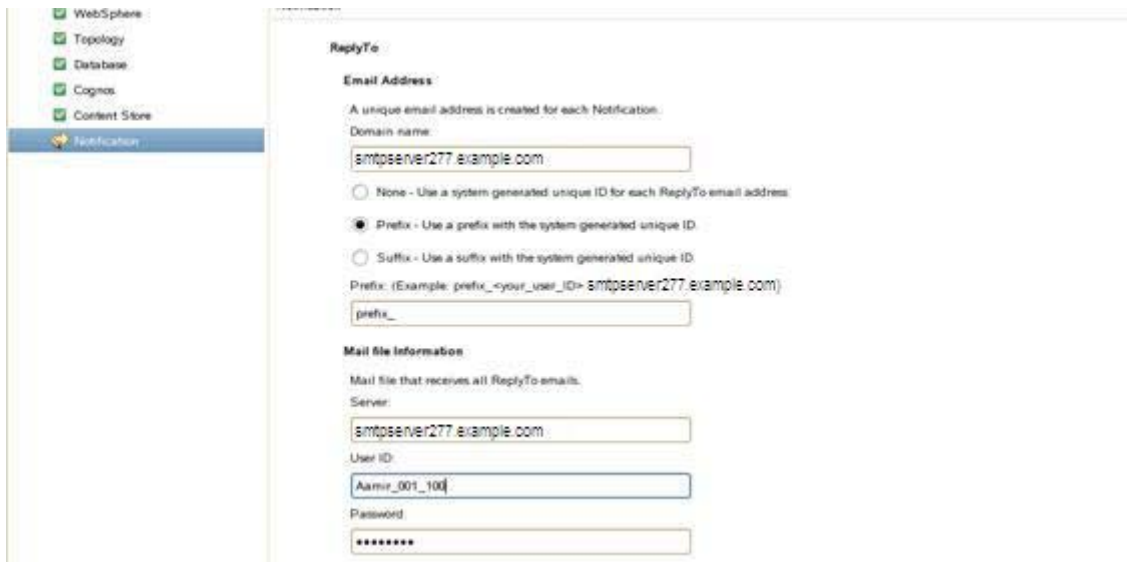 WebSphere
Topology
Database
Cognos
Content Store
Notification
ReplyTo
Email Address
A unique email address is created for each Notification.
Domain name:
smtpserver277.example.com
None - Use a system generated unique ID for each ReplyTo email address
Prefix - Use a prefix with the system generated unique ID.
Suffix - Use a suffix with the system generated unique ID
Prefix: (Example: prefix_<your_user_ID> smtpserver277.example.com)
prefix_
Mail file Information
Mail file that receives all ReplyTo emails.
Server:
smtpserver277.example.com
User ID:
Aamir_001_100
Password
••••••••